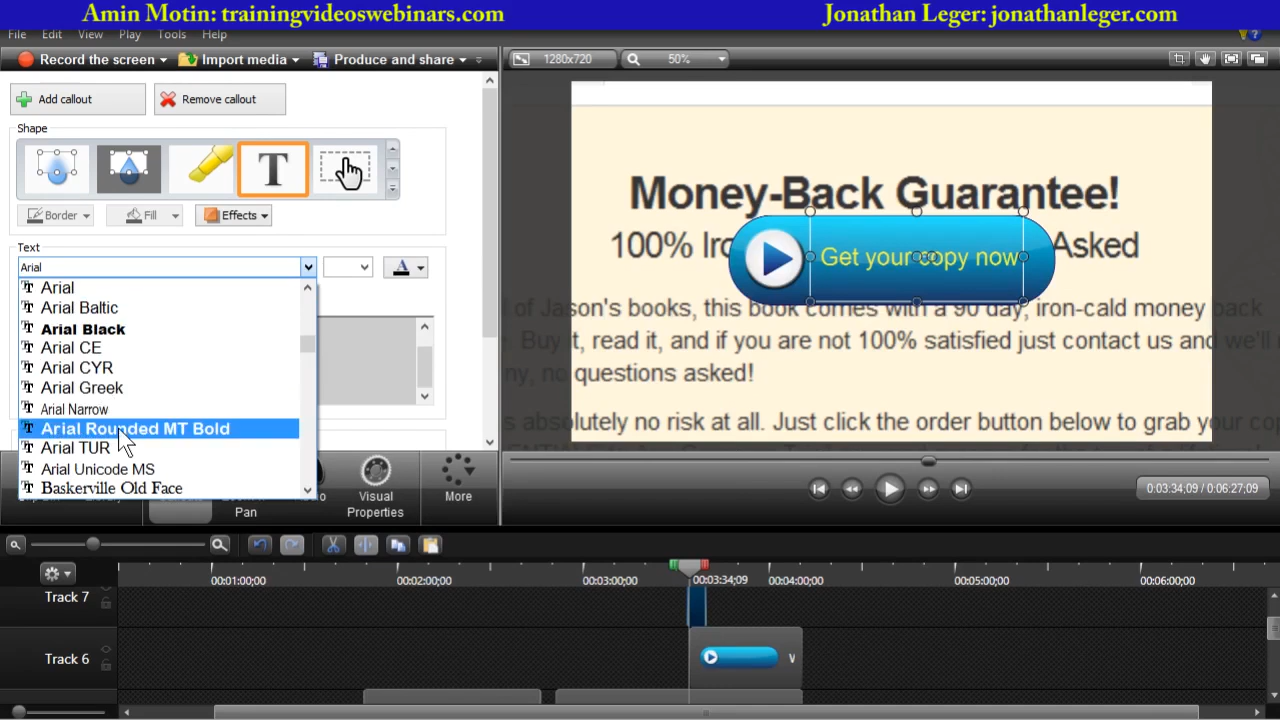 Amin Motin: trainingvideoswebinars.com Jonathan Leger: jonathanleger.com
File Edit View Play Tools Help
Record the screen Import media Produce and share 1280x720 50%
Add callout Remove callout
Shape
T
Border Fill Effects
Text
Arial
Arial
Arial Baltic
Arial Black
Arial CE
Arial CYR
Arial Greek
Arial Narrow
Arial Rounded MT Bold
Arial TUR
Arial Unicode MS
Baskerville Old Face
Money-Back Guarantee!
100% Asked
Get your copy now
of Jason's books, this book comes with a 90 day, iron-cald money back
Buy it, read it, and if you are not 100% satisfied just contact us and we'll
no questions asked!
absolutely no risk at all. Just click the order button below to grab your
Pan
Visual
Properties
More
0:03:34;09 / 0:06:27;09
00:01:00;00 00:02:00;00 00:03:00;00 00:03:34;09 00:04:00;00 00:05:00;00 00:06:00;00
Track 7
Track 6